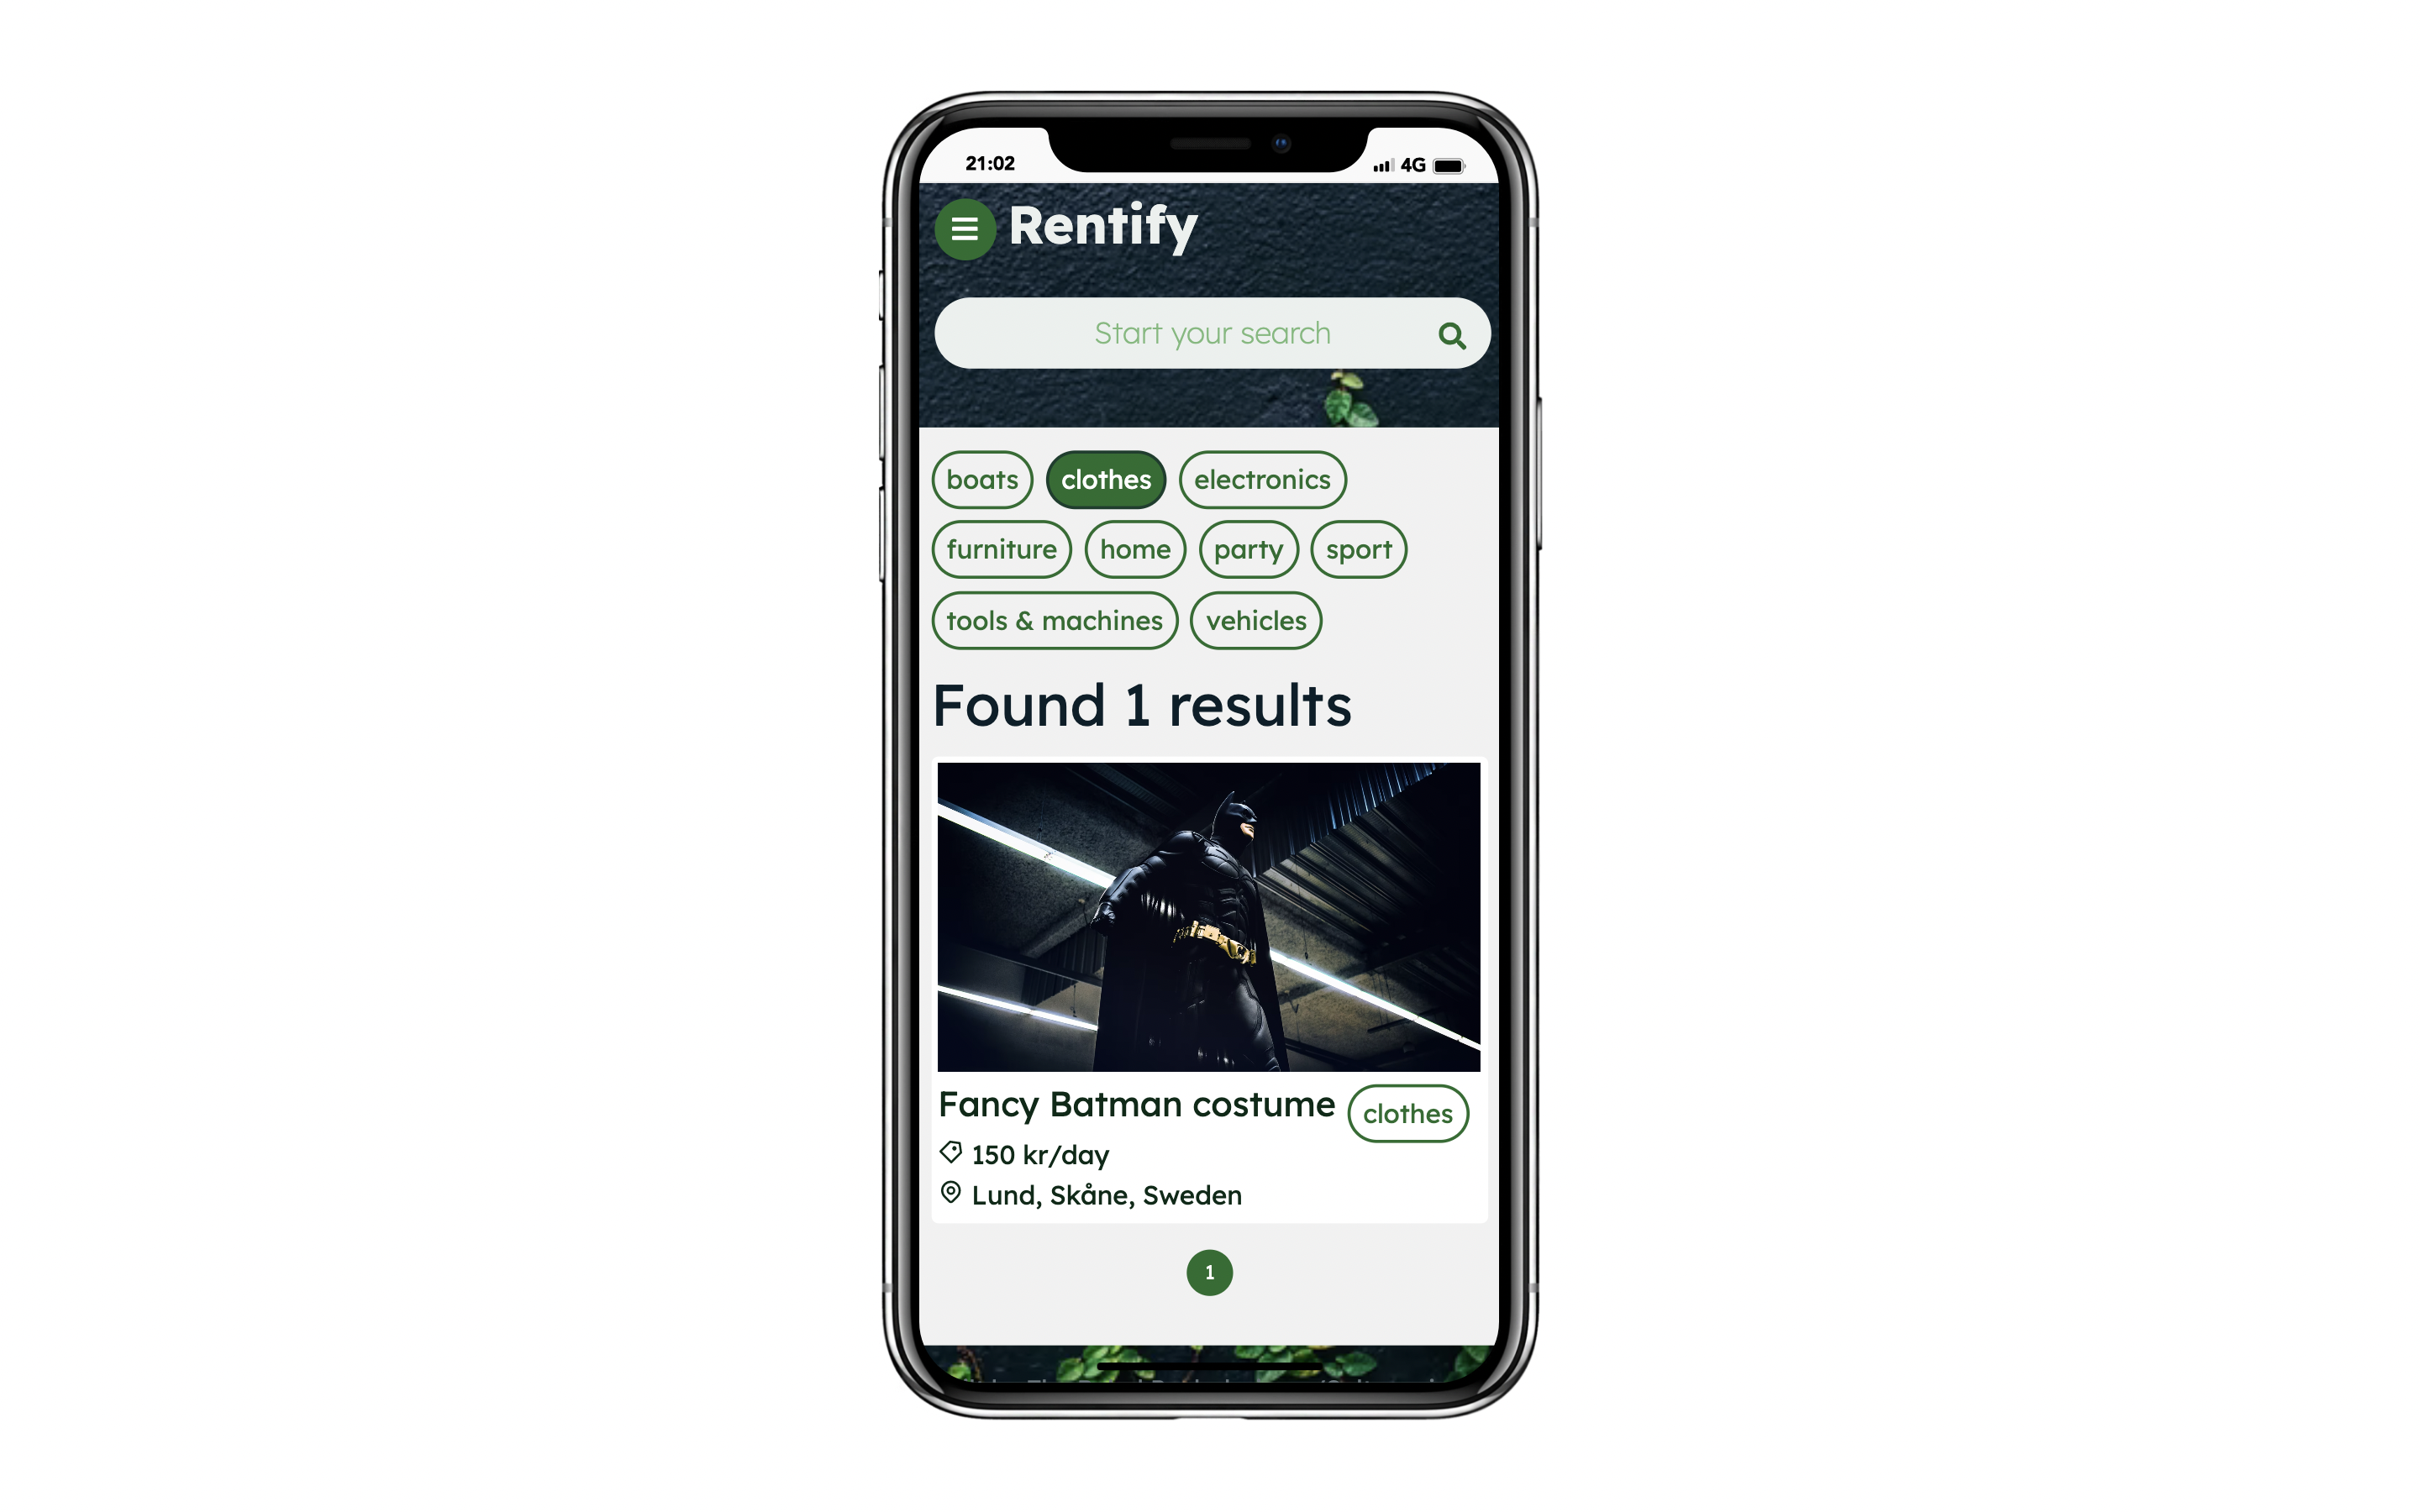 21:02
4G
Rentify
Start your search
boats clothes electronics
furniture home party sport
tools & machines vehicles
Found 1 results
Fancy Batman costume clothes
150 kr/day
Lund, Skåne, Sweden
1